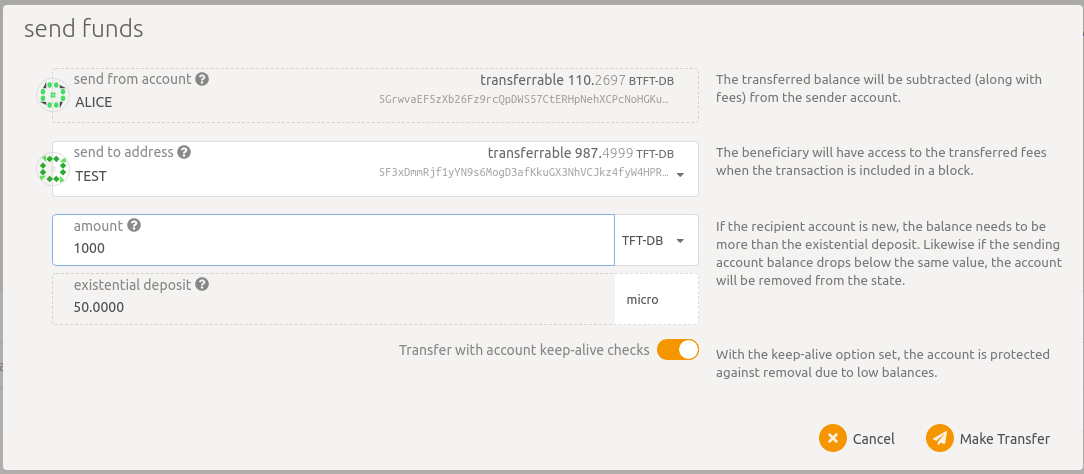 send funds
send from account
transferrable 110.2697 BTFT-DB
ALICE
5GrwvaEF5zXb26Fz9rcQpDWS57CtERHpNehXCPcNoHGKu...
The transferred balance will be subtracted (along with
fees) from the sender account.
send to address
transferrable 987.4999 TFT-DB
TEST
5F3xDmmRjf1yYN9s6MogD3afKkuGX3NhVCJkz4fyW4HPR...
The beneficiary will have access to the transferred fees
when the transaction is included in a block.
amount
1000
TFT-DB
If the recipient account is new, the balance needs to be
more than the existential deposit. Likewise if the sending
account balance drops below the same value, the account
will be removed from the state.
existential deposit
50.0000
micro
Transfer with account keep-alive checks
With the keep-alive option set, the account is protected
against removal due to low balances.
Cancel
Make Transfer